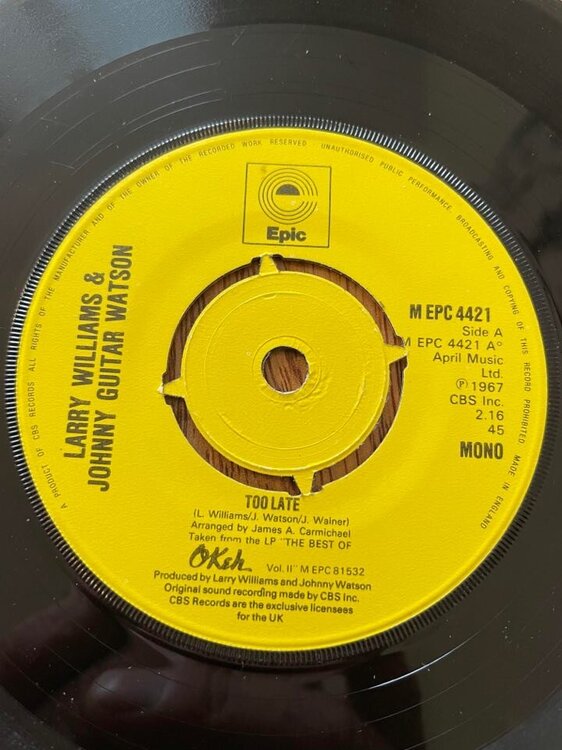 ALL RIGHTS OF THE MANUFACTURER AND OF THE OWNER OF THE RECORDED WORK RESERVED UNAUTHORISED PUBLIC PERFORMANCE BROADCASTING AND COPYING OF THIS RECORD PROHIBITED MADE IN ENGLAND
A PRODUCT OF CBS RECORDS
Epic
LARRY WILLIAMS &
JOHNNY GUITAR WATSON
M EPC 4421
Side A
M EPC 4421 A°
April Music
Ltd.
Ⓟ 1967
CBS Inc.
2.16
45
MONO
TOO LATE
(L. Williams/J. Watson/J. Wainer)
Arranged by James A. Carmichael
Taken from the LP "THE BEST OF
OKeh Vol. II" M EPC 81532
Produced by Larry Williams and Johnny Watson
Original sound recording made by CBS Inc.
CBS Records are the exclusive licensees
for the UK